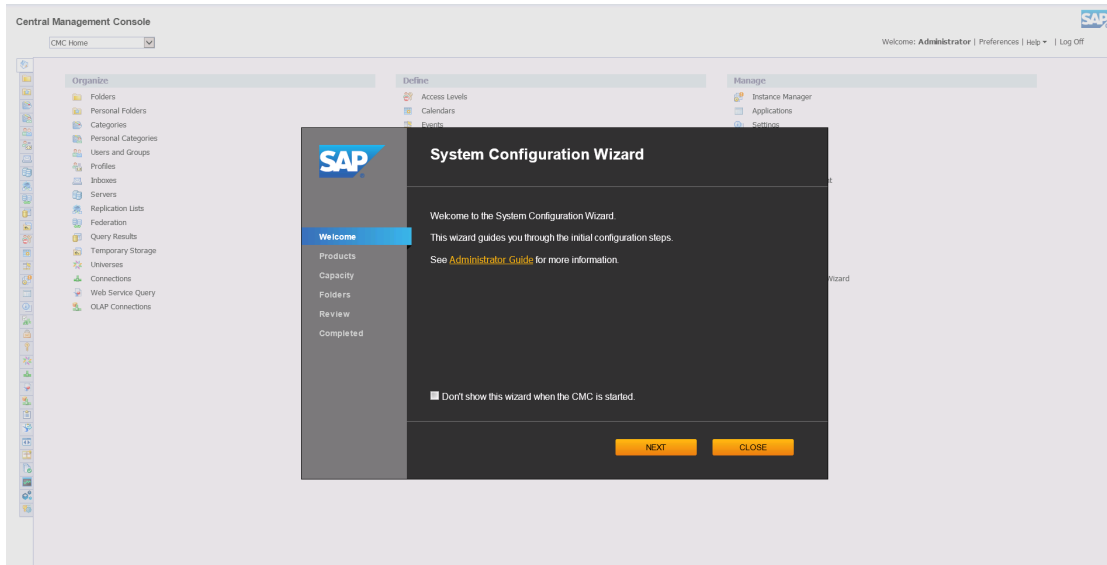 Central Management Console
SAP
CMC Home
Welcome: Administrator | Preferences | Help | Log Off
Organize
Folders
Personal Folders
Categories
Personal Categories
Users and Groups
Profiles
Inboxes
Servers
Replication Lists
Federation
Query Results
Temporary Storage
Universes
Connections
Web Service Query
OLAP Connections
Define
Access Levels
Calendars
Events
Manage
Instance Manager
Applications
Settings
Wizard
SAP
System Configuration Wizard
Welcome
Products
Capacity
Folders
Review
Completed
Welcome to the System Configuration Wizard.
This wizard guides you through the initial configuration steps.
See Administrator Guide for more information.
Don't show this wizard when the CMC is started.
NEXT
CLOSE